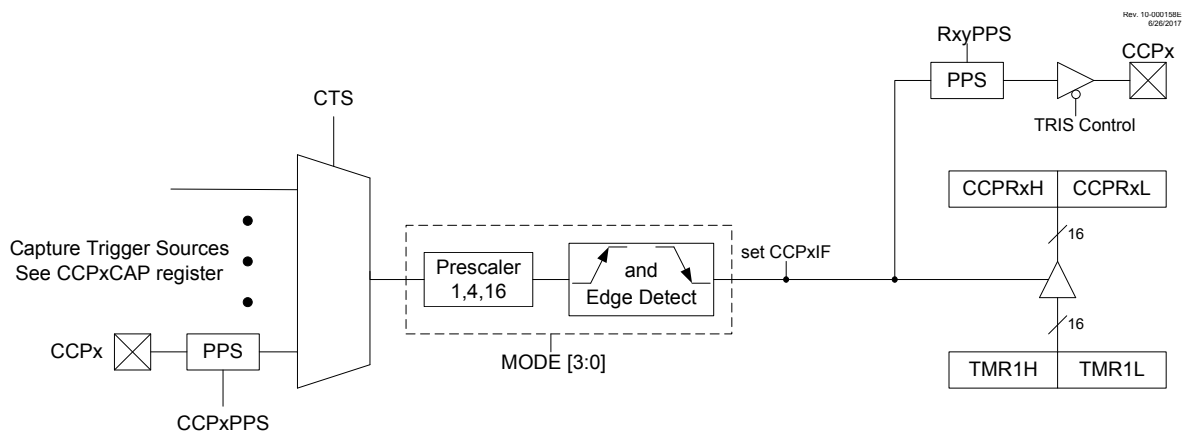 Rev. 10-000158E
6/26/2017
RxyPPS
CCPx
PPS
TRIS Control
CTS
CCPRxH
CCPRxL
16
Capture Trigger Sources
See CCPxCAP register
Prescaler
1,4,16
and
Edge Detect
set CCPxIF
16
MODE [3:0]
CCPx
PPS
TMR1H
TMR1L
CCPxPPS